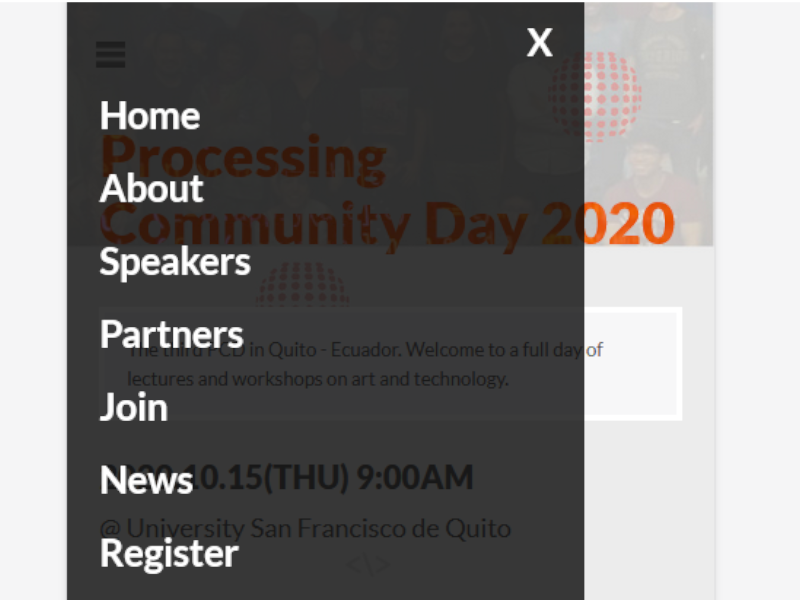 X
Home
Processing
About
Community Day 2020
Speakers
Partners
The third PCD in Quito - Ecuador. Welcome to a full day of
lectures and workshops on art and technology.
Join
News
2020.10.15(THU) 9:00AM
@ University San Francisco de Quito
Register
<\>